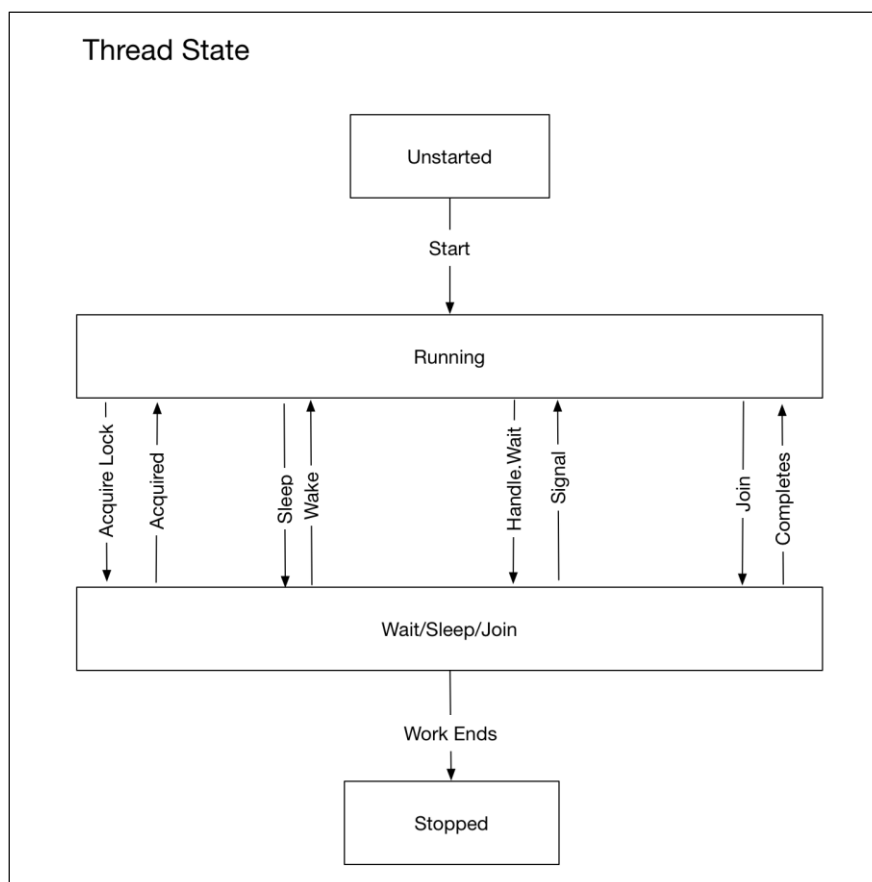 Thread State
Unstarted
Start
Running
Acquire Lock
Acquired
Sleep
Wake
Handle.Wait
Signal
Join
Completes
Wait/Sleep/Join
Work Ends
Stopped